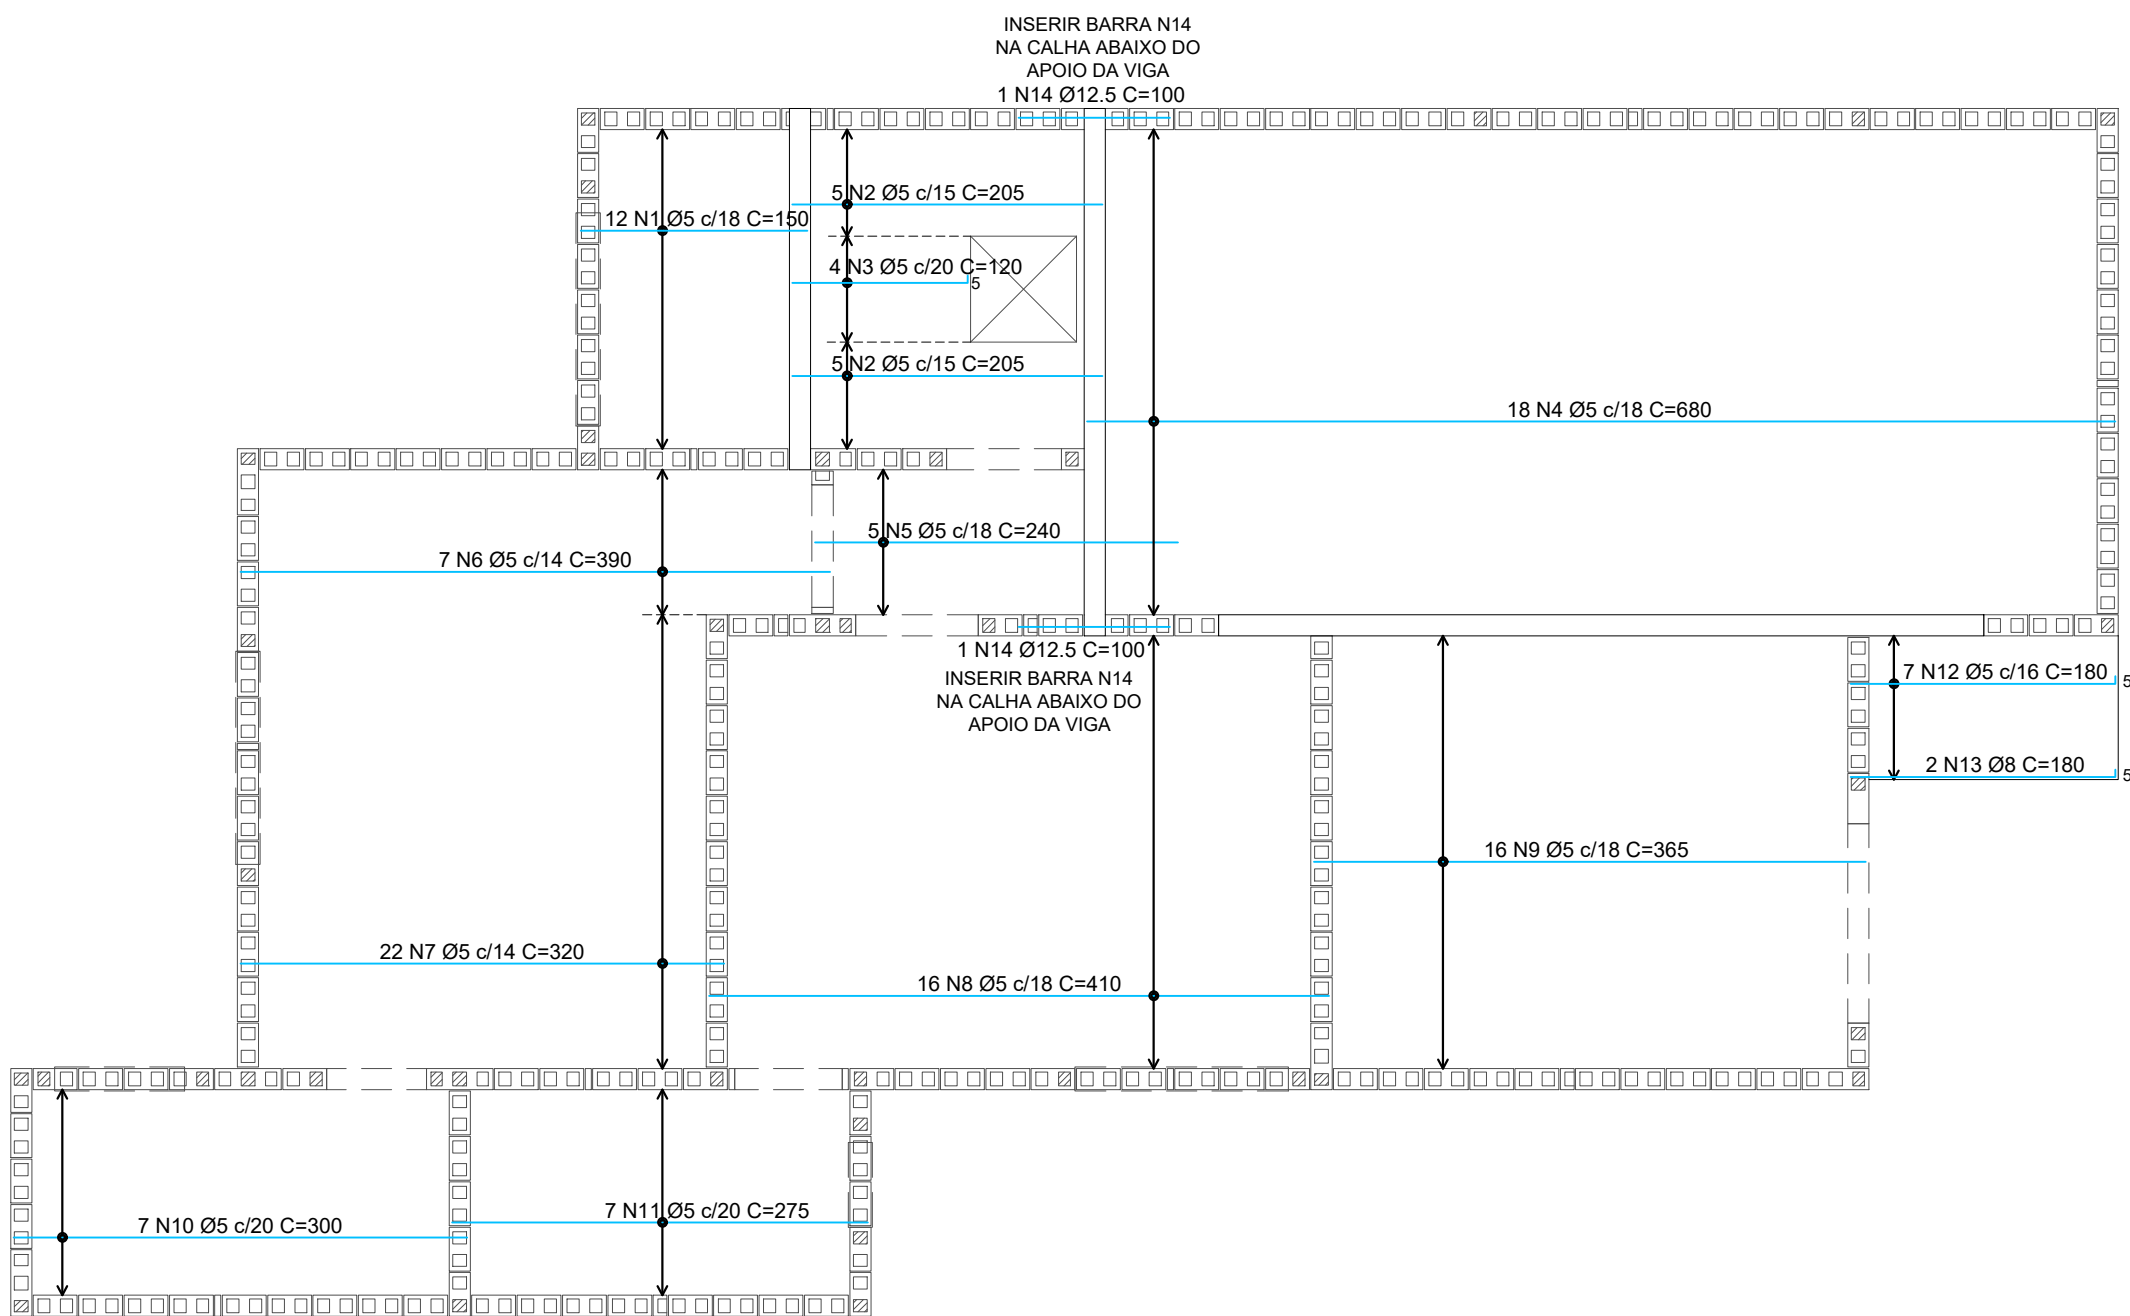 INSERIR BARRA N14
NA CALHA ABAIXO DO
APOIO DA VIGA
1 N14 Ø12.5 C=100
5 N2 Ø5 c/15 C=205
12 N1 Ø5 c/18 C=150
4 N3 Ø5 c/20 C=120
5
5 N2 Ø5 c/15 C=205
18 N4 Ø5 c/18 C=680
5 N5 Ø5 c/18 C=240
7 N6 Ø5 c/14 C=390
1 N14 Ø12.5 C=100
INSERIR BARRA N14
NA CALHA ABAIXO DO
APOIO DA VIGA
7 N12 Ø5 c/16 C=180
5
2 N13 Ø8 C=180
5
16 N9 Ø5 c/18 C=365
22 N7 Ø5 c/14 C=320
16 N8 Ø5 c/18 C=410
7 N11 Ø5 c/20 C=275
7 N10 Ø5 c/20 C=300